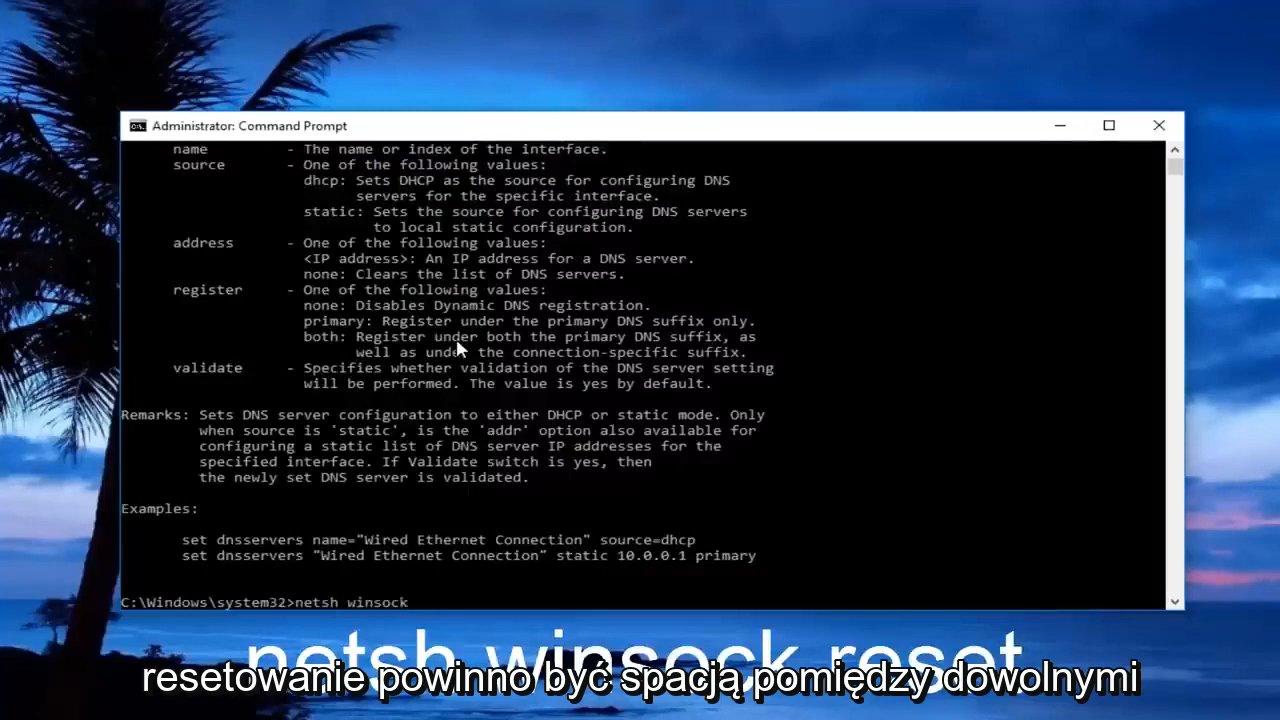 Administrator: Command Prompt
name - The name or index of the interface.
source - One of the following values:
dhcp: Sets DHCP as the source for configuring DNS
servers for the specific interface.
static: Sets the source for configuring DNS servers
to local static configuration.
address - One of the following values:
<IP address>: An IP address for a DNS server.
none: Clears the list of DNS servers.
register - One of the following values:
none: Disables Dynamic DNS registration.
primary: Register under the primary DNS suffix only.
both: Register under both the primary DNS suffix, as
well as under the connection-specific suffix.
validate - Specifies whether validation of the DNS server setting
will be performed. The value is yes by default.
Remarks: Sets DNS server configuration to either DHCP or static mode. Only
when source is 'static', is the 'addr' option also available for
configuring a static list of DNS server IP addresses for the
specified interface. If Validate switch is yes, then
the newly set DNS server is validated.
Examples:
set dnsservers name="Wired Ethernet Connection" source=dhcp
set dnsservers "Wired Ethernet Connection" static 10.0.0.1 primary
C:\Windows\system32>netsh winsock
netsh winsock reset
resetowanie powinno być spacją pomiędzy dowolnymi